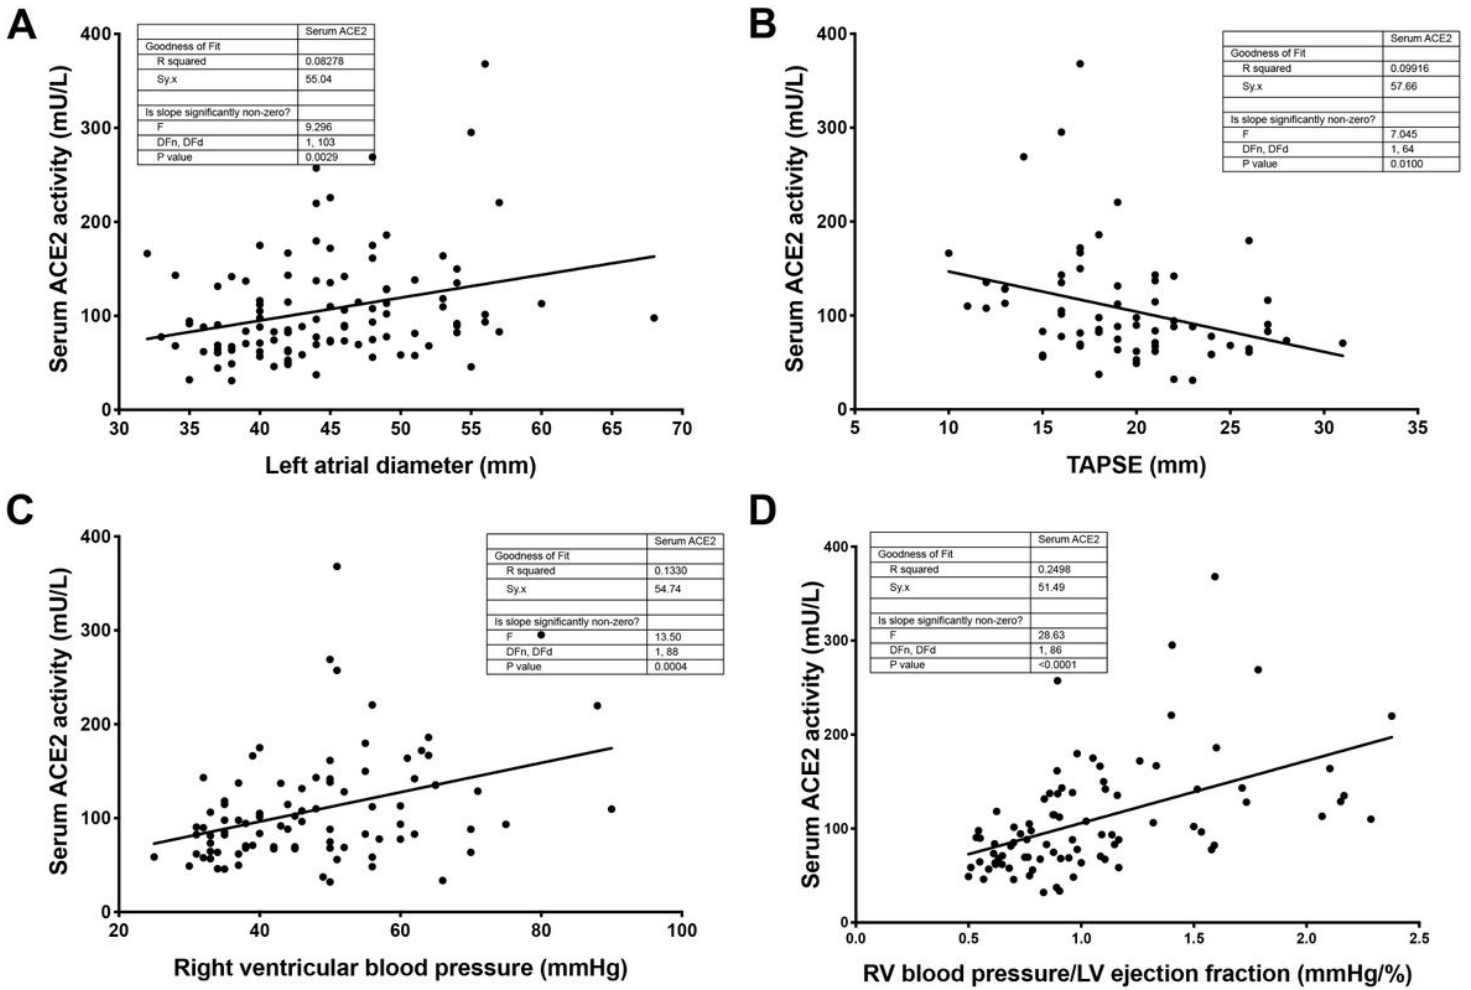 A
Serum ACE2 activity (mU/L)
400
300
200
100
0
Serum ACE2
Goodness of Fit
R squared 0.08278
Sy.x 55.04
Is slope significantly non-zero?
F 9.296
DFn, DFd 1, 103
P value 0.0029
30 35 40 45 50 55 60 65 70
Left atrial diameter (mm)
B
Serum ACE2 activity (mU/L)
400
300
200
100
0
Serum ACE2
Goodness of Fit
R squared 0.09916
Sy.x 57.66
Is slope significantly non-zero?
F 7.045
DFn, DFd 1, 64
P value 0.0100
5 10 15 20 25 30 35
TAPSE (mm)
C
Serum ACE2 activity (mU/L)
400
300
200
100
0
Serum ACE2
Goodness of Fit
R squared 0.1330
Sy.x 54.74
Is slope significantly non-zero?
F 13.50
DFn, DFd 1, 88
P value 0.0004
20 40 60 80 100
Right ventricular blood pressure (mmHg)
D
Serum ACE2 activity (mU/L)
400
300
200
100
0
Serum ACE2
Goodness of Fit
R squared 0.2498
Sy.x 51.49
Is slope significantly non-zero?
F 28.63
DFn, DFd 1, 86
P value <0.0001
0.0 0.5 1.0 1.5 2.0 2.5
RV blood pressure/LV ejection fraction (mmHg/%)